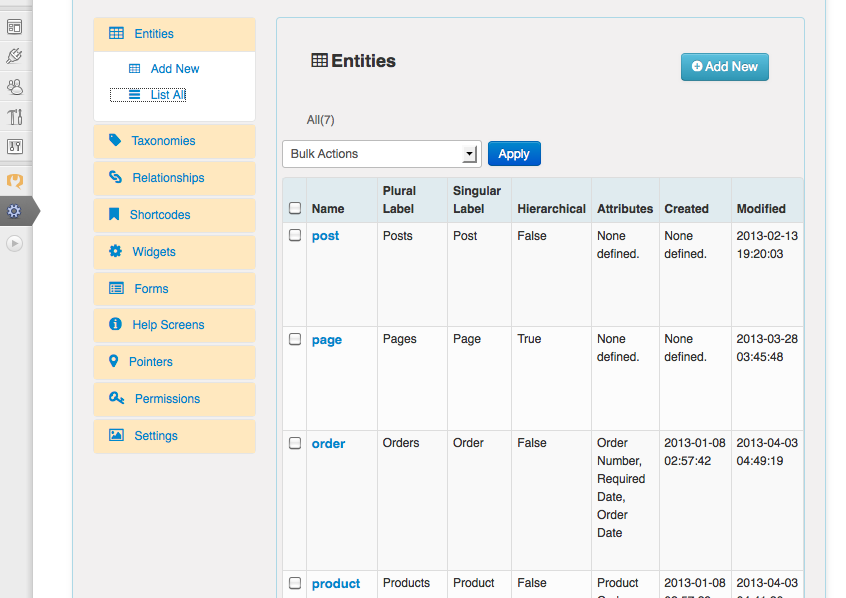 Entities
Add New
List All
Taxonomies
Relationships
Shortcodes
Widgets
Forms
Help Screens
Pointers
Permissions
Settings
Entities
Add New
All(7)
Bulk Actions
Apply
Name Plural Label Singular Label Hierarchical Attributes Created Modified
post Posts Post False None defined. None defined. 2013-02-13 19:20:03
page Pages Page True None defined. None defined. 2013-03-28 03:45:48
order Orders Order False Order Number, Required Date, Order Date 2013-01-08 02:57:42 2013-04-03 04:49:19
product Products Product False Product 2013-01-08 2013-04-03